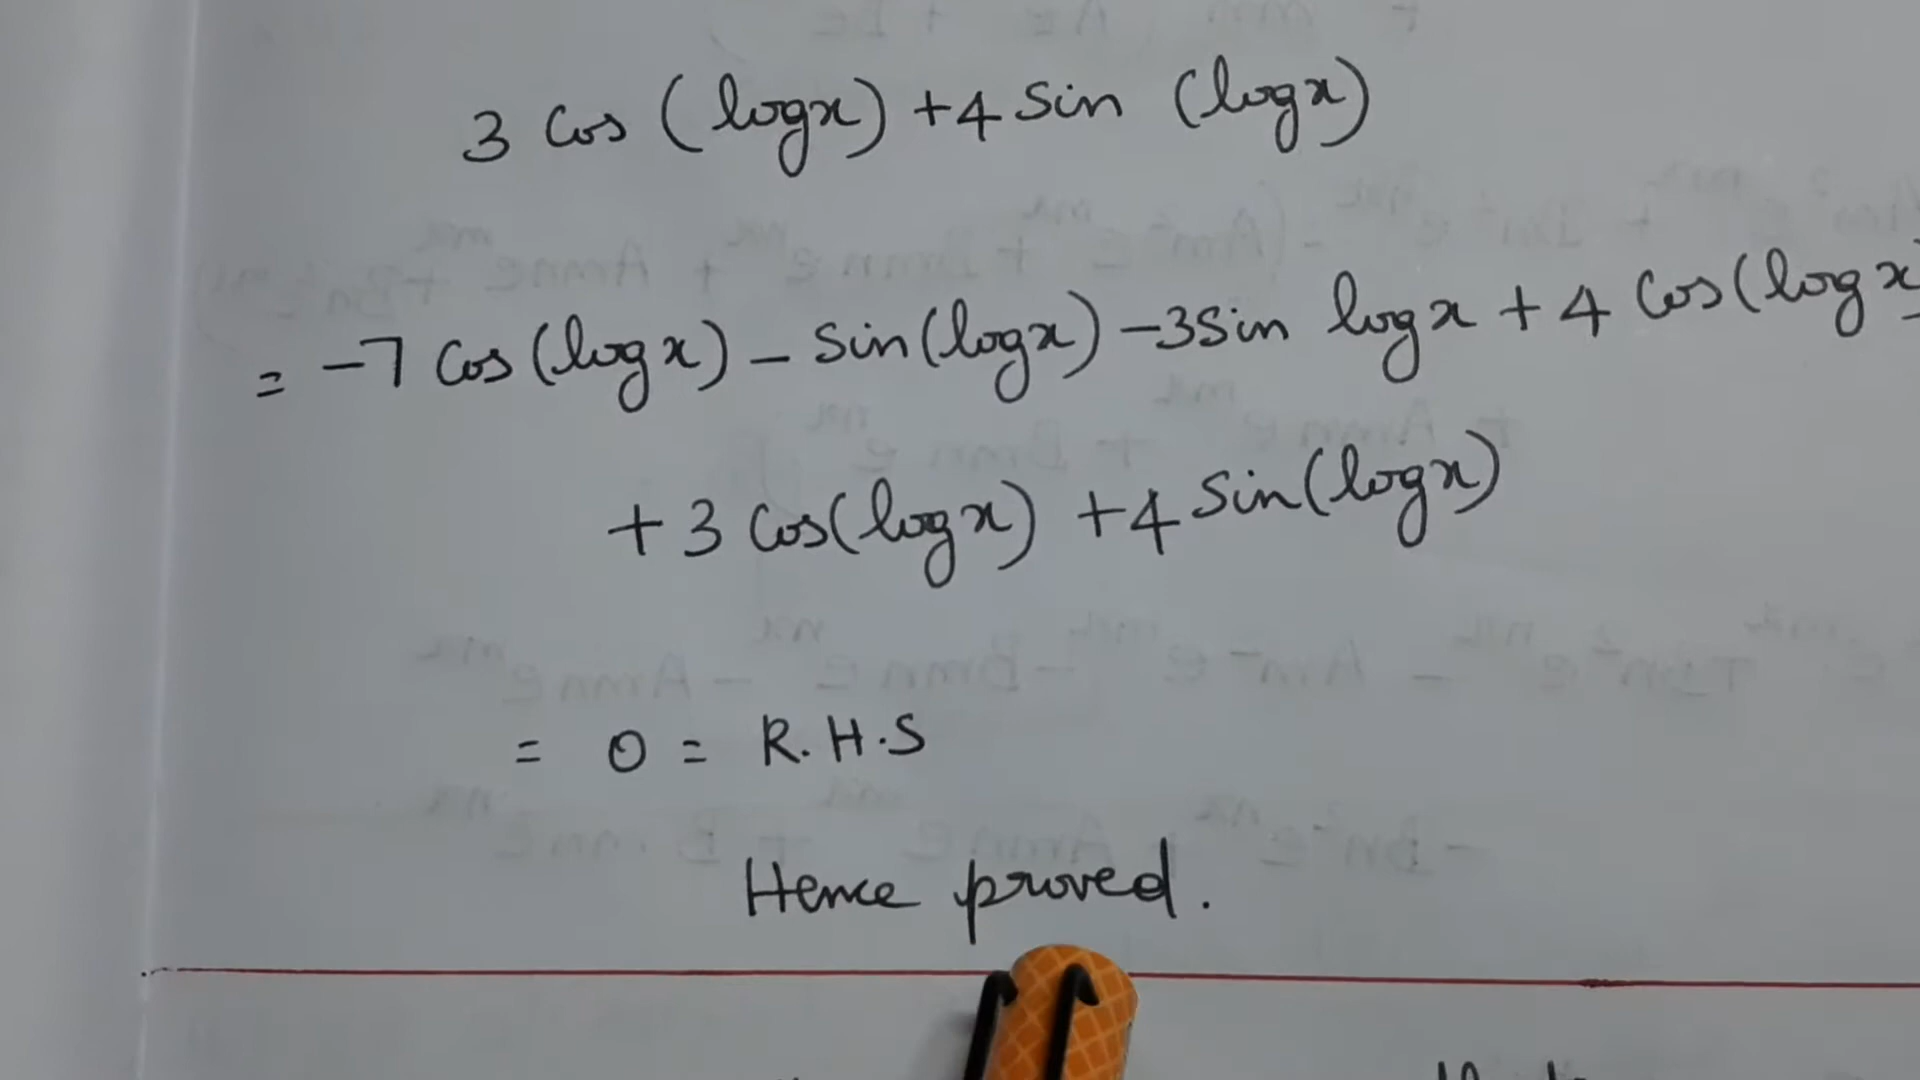 3 cos (log x) + 4 sin (log x)
= -7 cos (log x) - sin (log x) - 3 sin log x + 4 cos (log x)
+ 3 cos (log x) + 4 sin (log x)
= 0 = R.H.S
Hence proved.